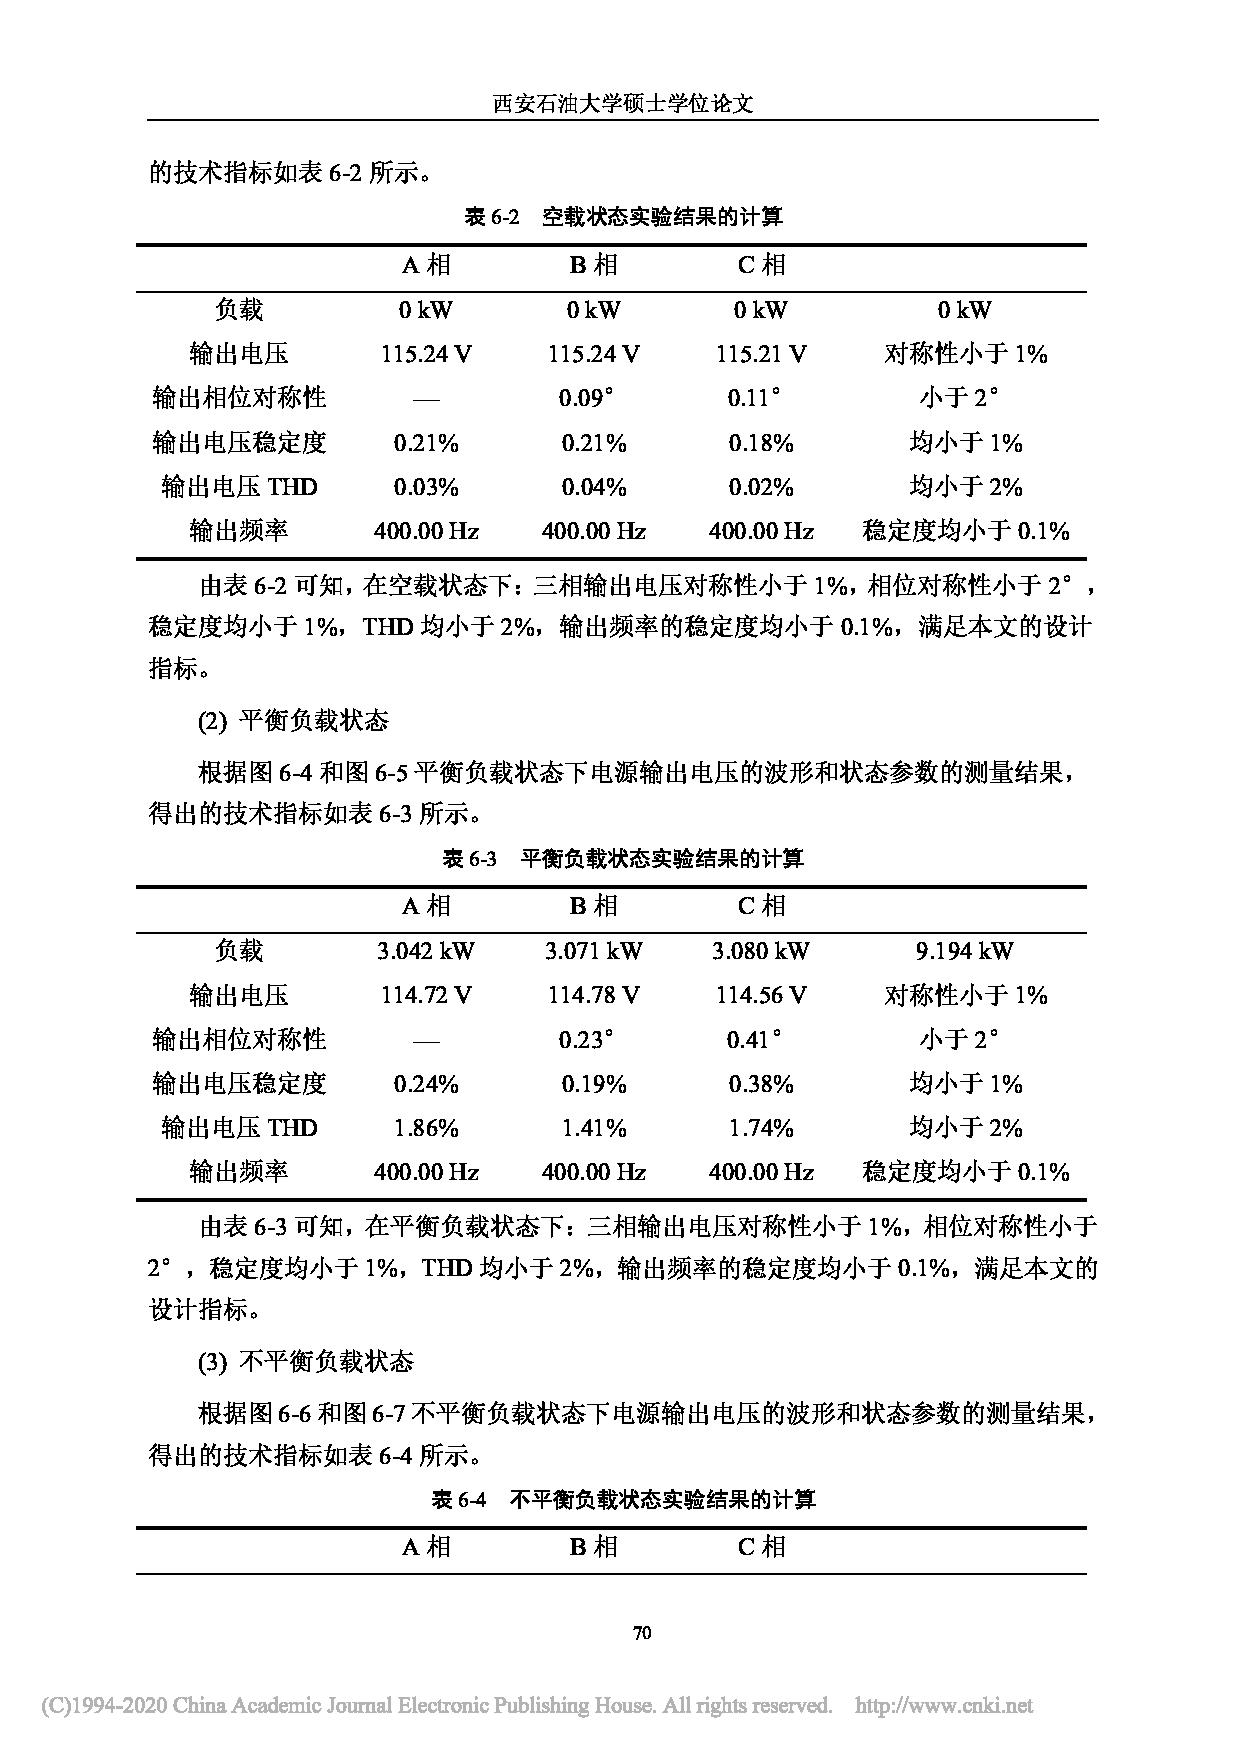 西安石油大学硕士学位论文
的技术指标如表 6-2 所示。
表 6-2 空载状态实验结果的计算
A 相 B 相 C 相
负载 0 kW 0 kW 0 kW 0 kW
输出电压 115.24 V 115.24 V 115.21 V 对称性小于 1%
输出相位对称性 — 0.09° 0.11° 小于 2°
输出电压稳定度 0.21% 0.21% 0.18% 均小于 1%
输出电压 THD 0.03% 0.04% 0.02% 均小于 2%
输出频率 400.00 Hz 400.00 Hz 400.00 Hz 稳定度均小于 0.1%
由表 6-2 可知，在空载状态下：三相输出电压对称性小于 1%，相位对称性小于 2°，
稳定度均小于 1%，THD 均小于 2%，输出频率的稳定度均小于 0.1%，满足本文的设计
指标。
(2) 平衡负载状态
根据图 6-4 和图 6-5 平衡负载状态下电源输出电压的波形和状态参数的测量结果，
得出的技术指标如表 6-3 所示。
表 6-3 平衡负载状态实验结果的计算
A 相 B 相 C 相
负载 3.042 kW 3.071 kW 3.080 kW 9.194 kW
输出电压 114.72 V 114.78 V 114.56 V 对称性小于 1%
输出相位对称性 — 0.23° 0.41° 小于 2°
输出电压稳定度 0.24% 0.19% 0.38% 均小于 1%
输出电压 THD 1.86% 1.41% 1.74% 均小于 2%
输出频率 400.00 Hz 400.00 Hz 400.00 Hz 稳定度均小于 0.1%
由表 6-3 可知，在平衡负载状态下：三相输出电压对称性小于 1%，相位对称性小于
2°，稳定度均小于 1%，THD 均小于 2%，输出频率的稳定度均小于 0.1%，满足本文的
设计指标。
(3) 不平衡负载状态
根据图 6-6 和图 6-7 不平衡负载状态下电源输出电压的波形和状态参数的测量结果，
得出的技术指标如表 6-4 所示。
表 6-4 不平衡负载状态实验结果的计算
A 相 B 相 C 相
70
(C)1994-2020 China Academic Journal Electronic Publishing House. All rights reserved. http://www.cnki.net